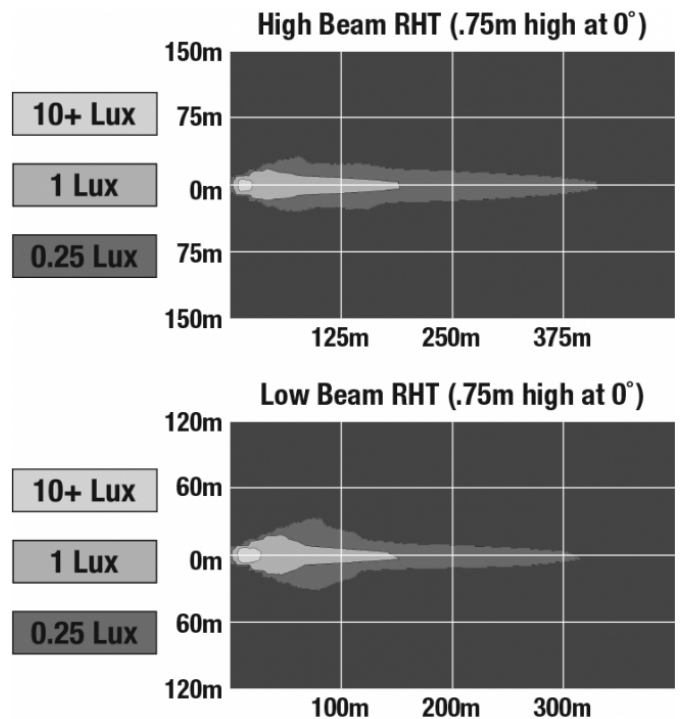 High Beam RHT (.75m high at 0˚)
150m
10+ Lux
75m
1 Lux
0m
0.25 Lux
75m
150m
125m 250m 375m
Low Beam RHT (.75m high at 0˚)
120m
10+ Lux
60m
1 Lux
0m
0.25 Lux
60m
120m
100m 200m 300m